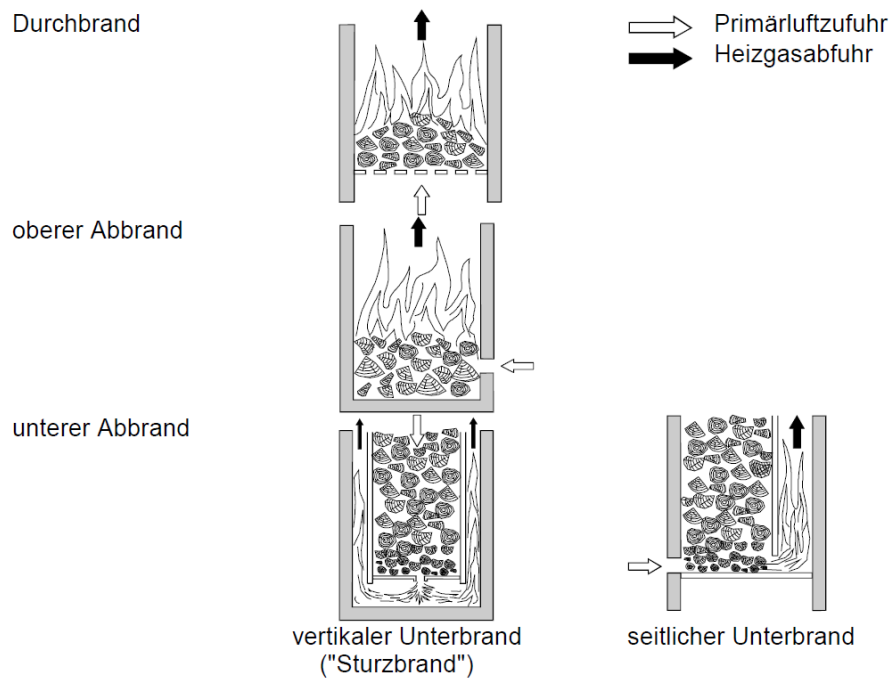 Durchbrand
Primärluftzufuhr
Heizgasabfuhr
oberer Abbrand
unterer Abbrand
vertikaler Unterbrand
("Sturzbrand")
seitlicher Unterbrand